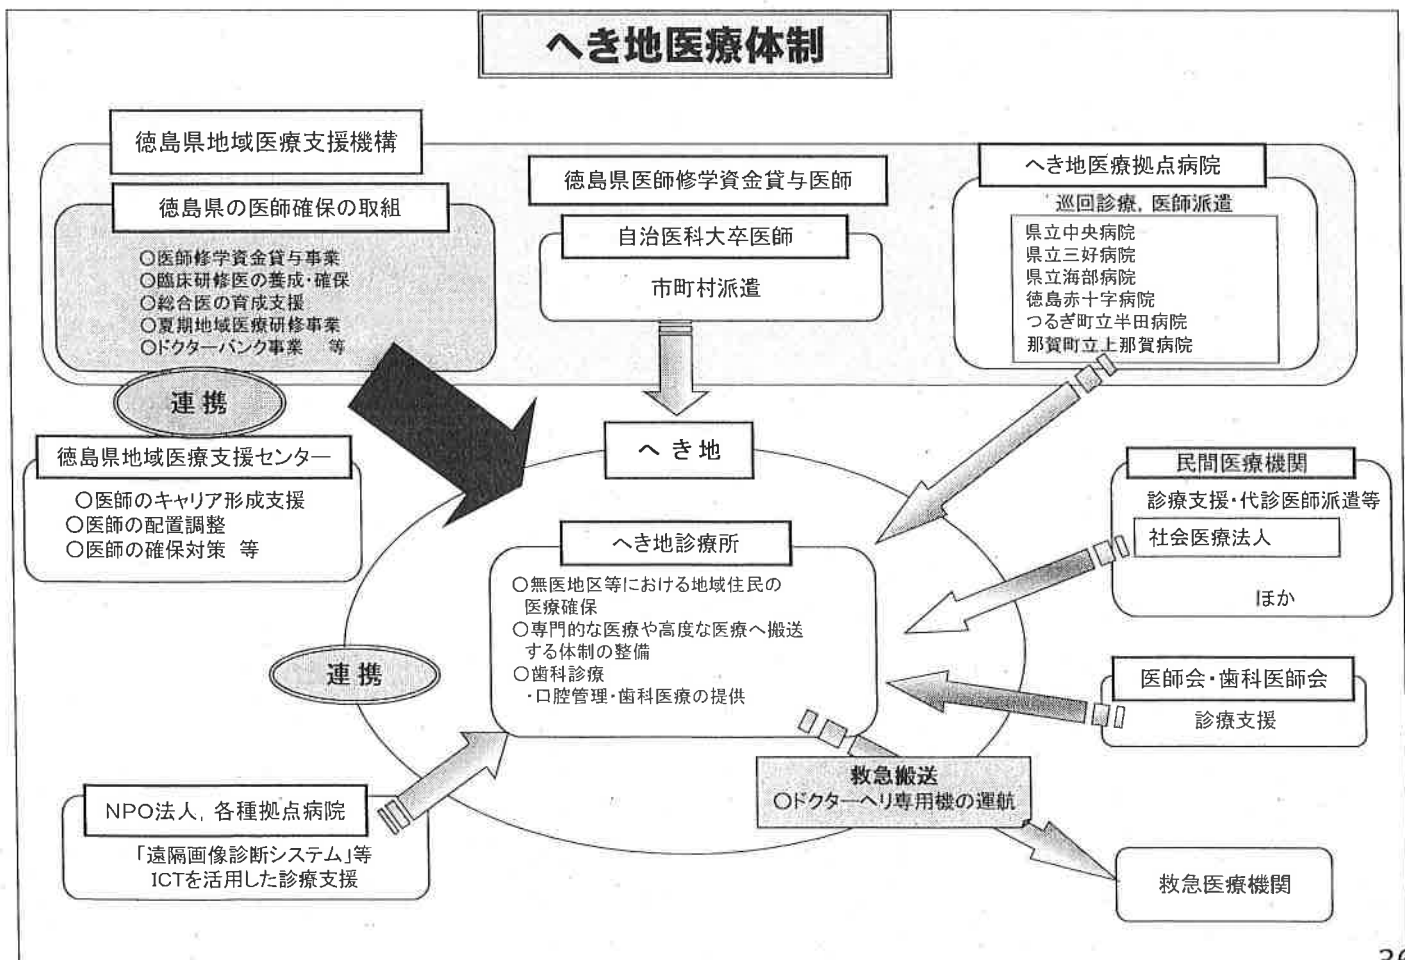 へき地医療体制
徳島県地域医療支援機構
徳島県の医師確保の取組
○医師修学資金貸与事業
○臨床研修医の養成・確保
○総合医の育成支援
○夏期地域医療研修事業
○ドクターバンク事業　等
徳島県医師修学資金貸与医師
自治医科大卒医師
市町村派遣
へき地医療拠点病院
巡回診療，医師派遣
県立中央病院
県立三好病院
県立海部病院
徳島赤十字病院
つるぎ町立半田病院
那賀町立上那賀病院
連携
徳島県地域医療支援センター
○医師のキャリア形成支援
○医師の配置調整
○医師の確保対策　等
へき地
へき地診療所
○無医地区等における地域住民の
医療確保
○専門的な医療や高度な医療へ搬送
する体制の整備
○歯科診療
・口腔管理・歯科医療の提供
民間医療機関
診療支援・代診医師派遣等
社会医療法人
ほか
連携
医師会・歯科医師会
診療支援
NPO法人，各種拠点病院
「遠隔画像診断システム」等
ICTを活用した診療支援
救急搬送
○ドクターヘリ専用機の運航
救急医療機関